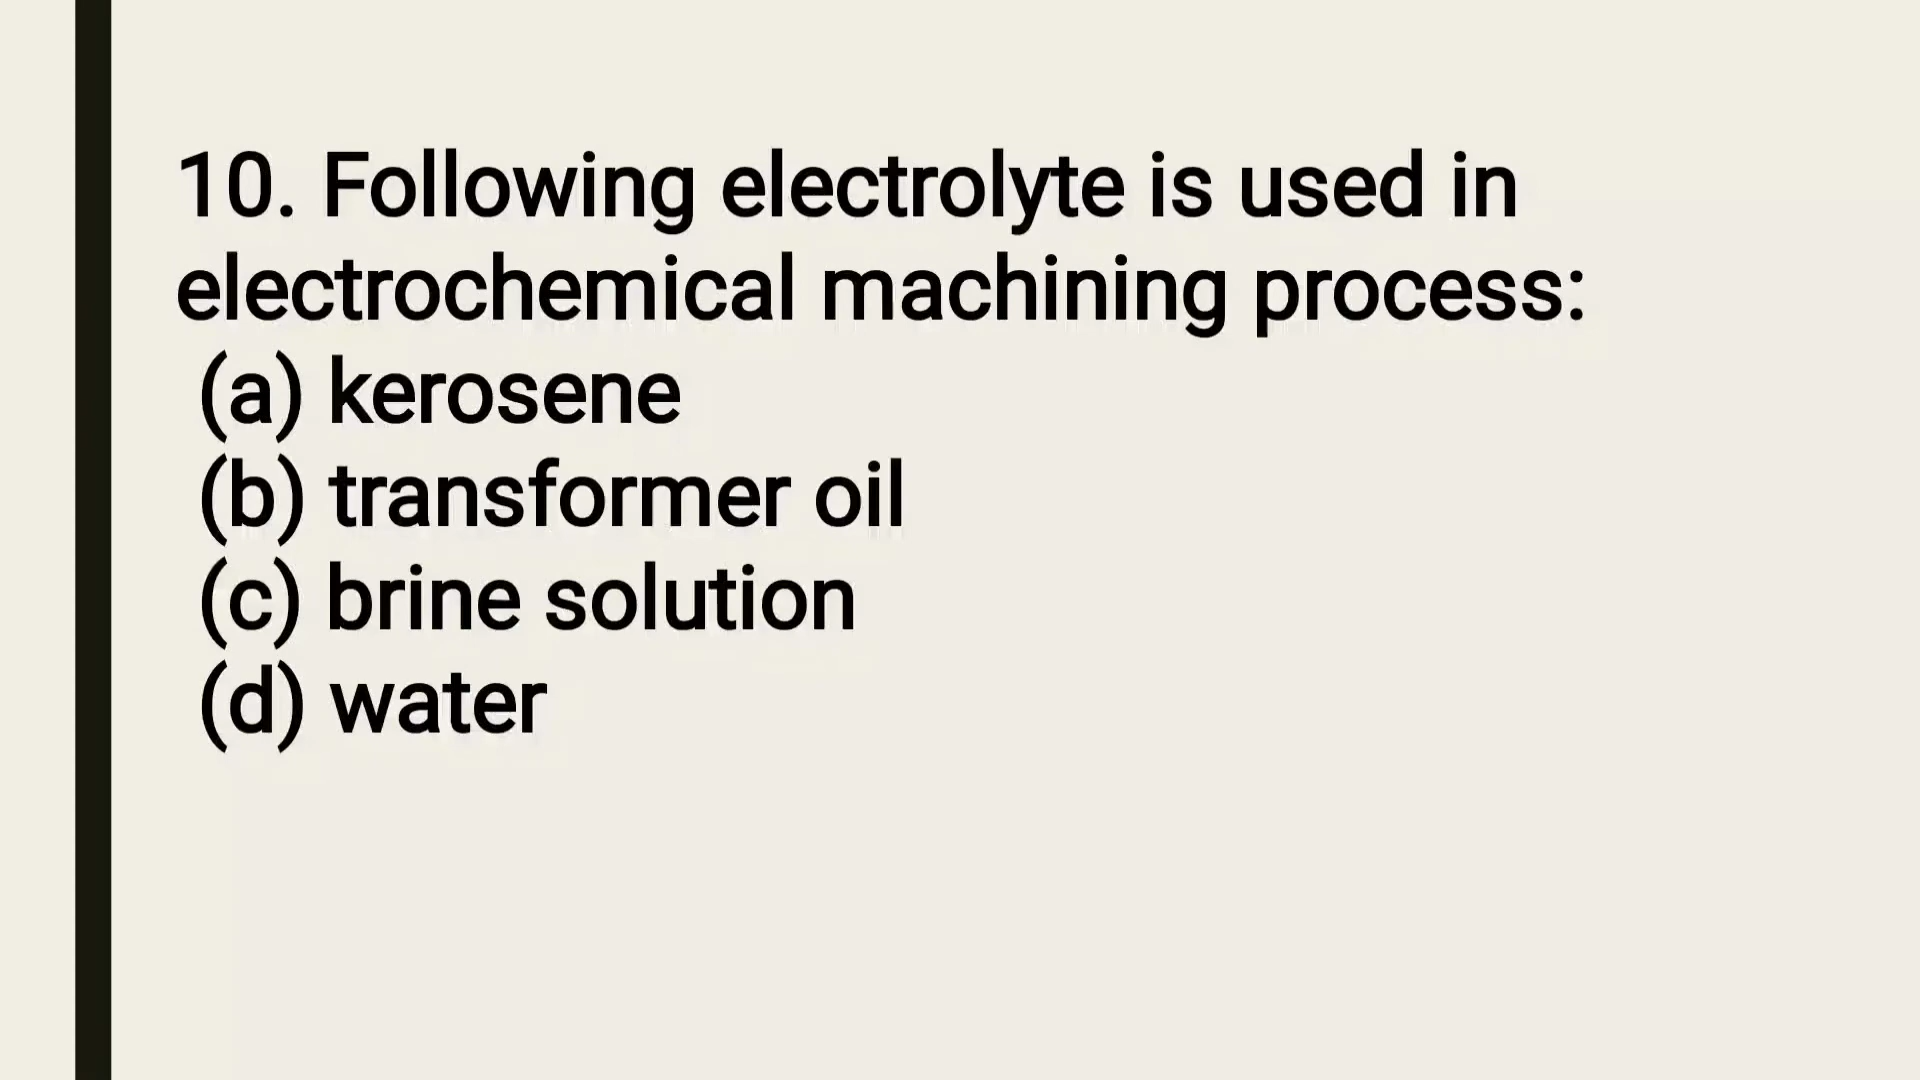 10. Following electrolyte is used in
electrochemical machining process:
(a) kerosene
(b) transformer oil
(c) brine solution
(d) water